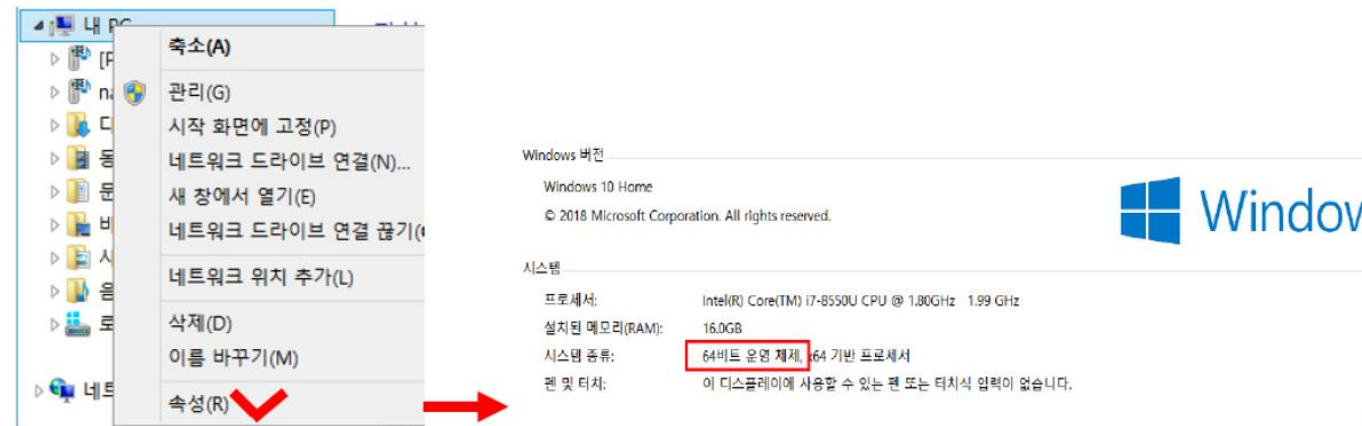 내 PC
축소(A)
관리(G)
시작 화면에 고정(P)
네트워크 드라이브 연결(N)...
새 창에서 열기(E)
네트워크 드라이브 연결 끊기(
네트워크 위치 추가(L)
삭제(D)
이름 바꾸기(M)
속성(R)
Windows 버전
Windows 10 Home
© 2018 Microsoft Corporation. All rights reserved.
Window
시스템
프로세서: Intel(R) Core(TM) i7-8550U CPU @ 1.80GHz 1.99 GHz
설치된 메모리(RAM): 16.0GB
시스템 종류: 64비트 운영 체제, x64 기반 프로세서
펜 및 터치: 이 디스플레이에 사용할 수 있는 펜 또는 터치식 입력이 없습니다.